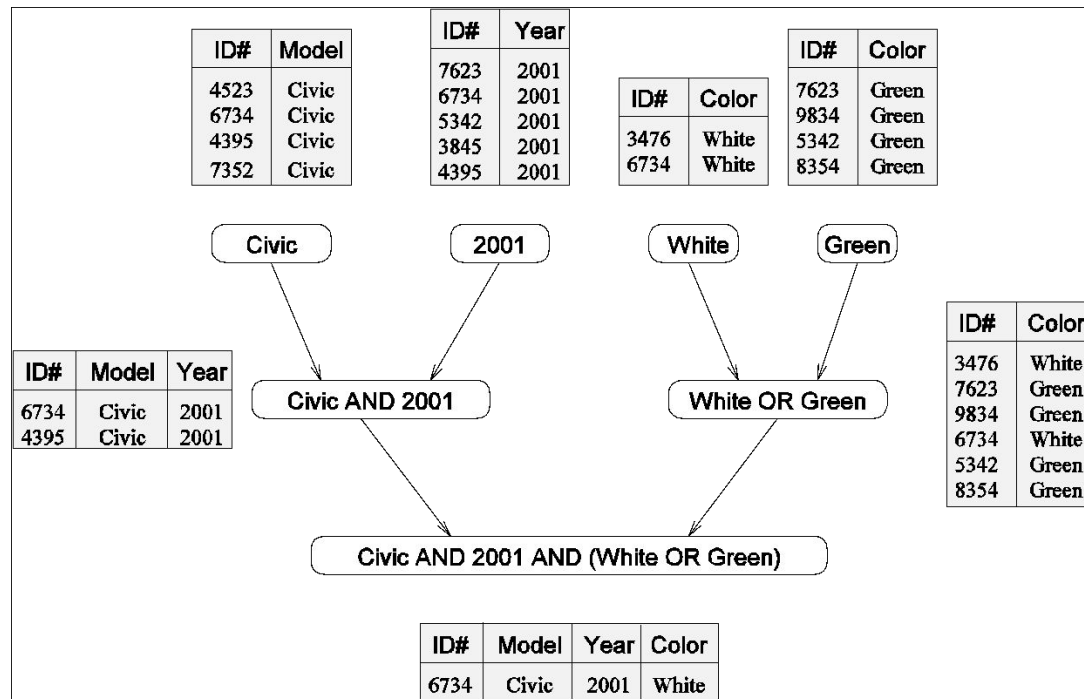 ID# Model
4523 Civic
6734 Civic
4395 Civic
7352 Civic
ID# Year
7623 2001
6734 2001
5342 2001
3845 2001
4395 2001
ID# Color
3476 White
6734 White
ID# Color
7623 Green
9834 Green
5342 Green
8354 Green
Civic
2001
White
Green
ID# Model Year
6734 Civic 2001
4395 Civic 2001
Civic AND 2001
White OR Green
ID# Color
3476 White
7623 Green
9834 Green
6734 White
5342 Green
8354 Green
Civic AND 2001 AND (White OR Green)
ID# Model Year Color
6734 Civic 2001 White